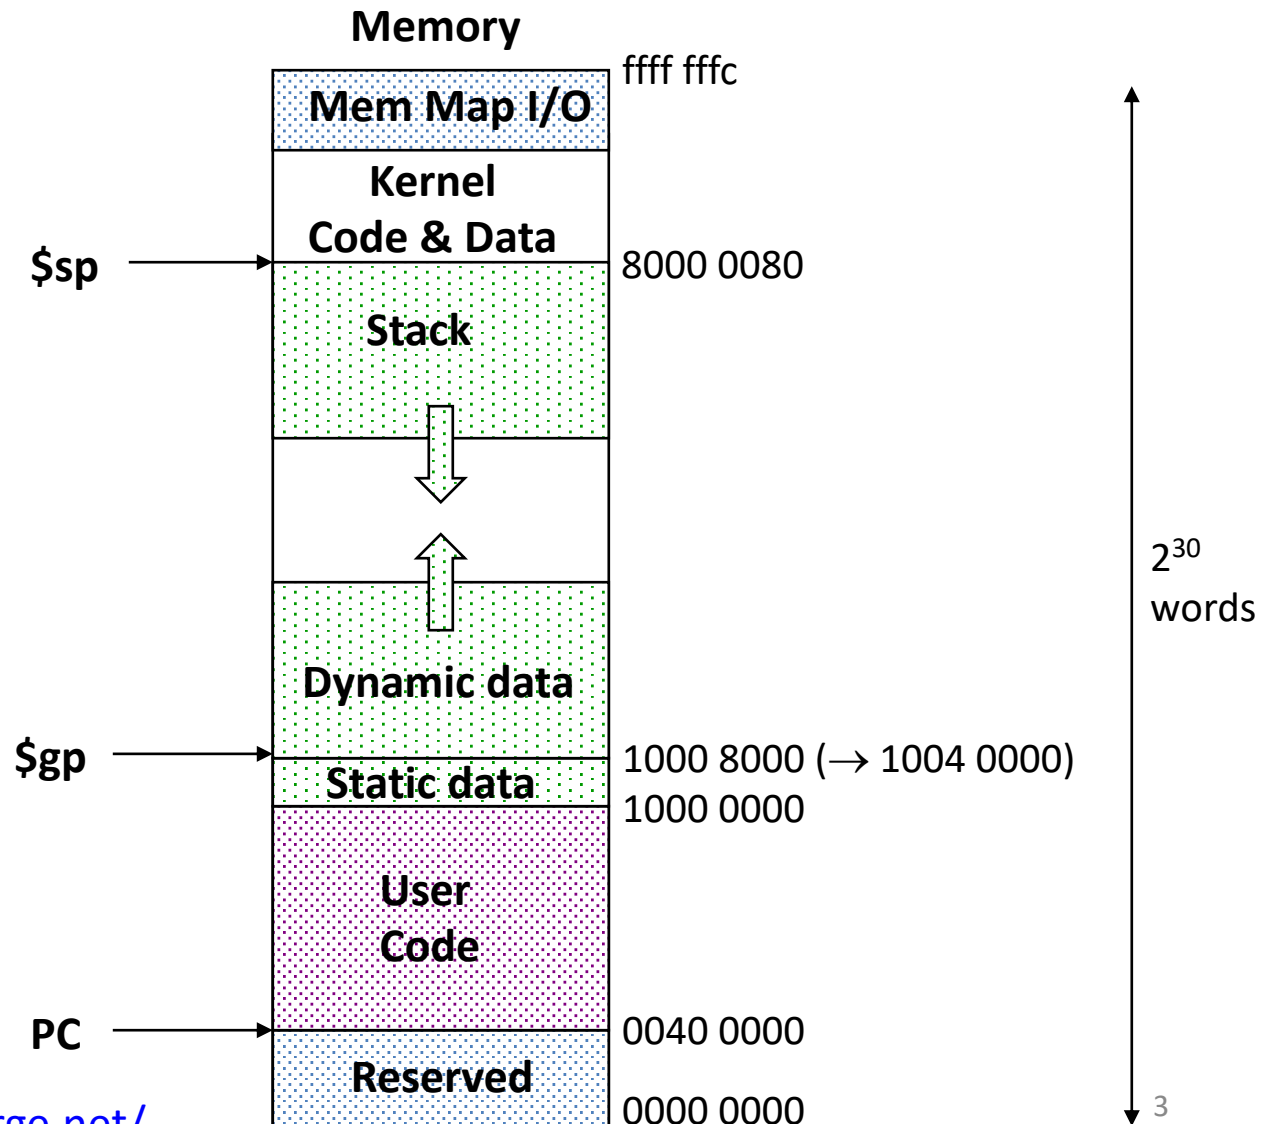 Memory
ffff fffc
Mem Map I/O
Kernel
Code & Data
$sp
8000 0080
Stack
2³⁰
words
Dynamic data
$gp
1000 8000 (→ 1004 0000)
Static data
1000 0000
User
Code
PC
0040 0000
Reserved
0000 0000
3